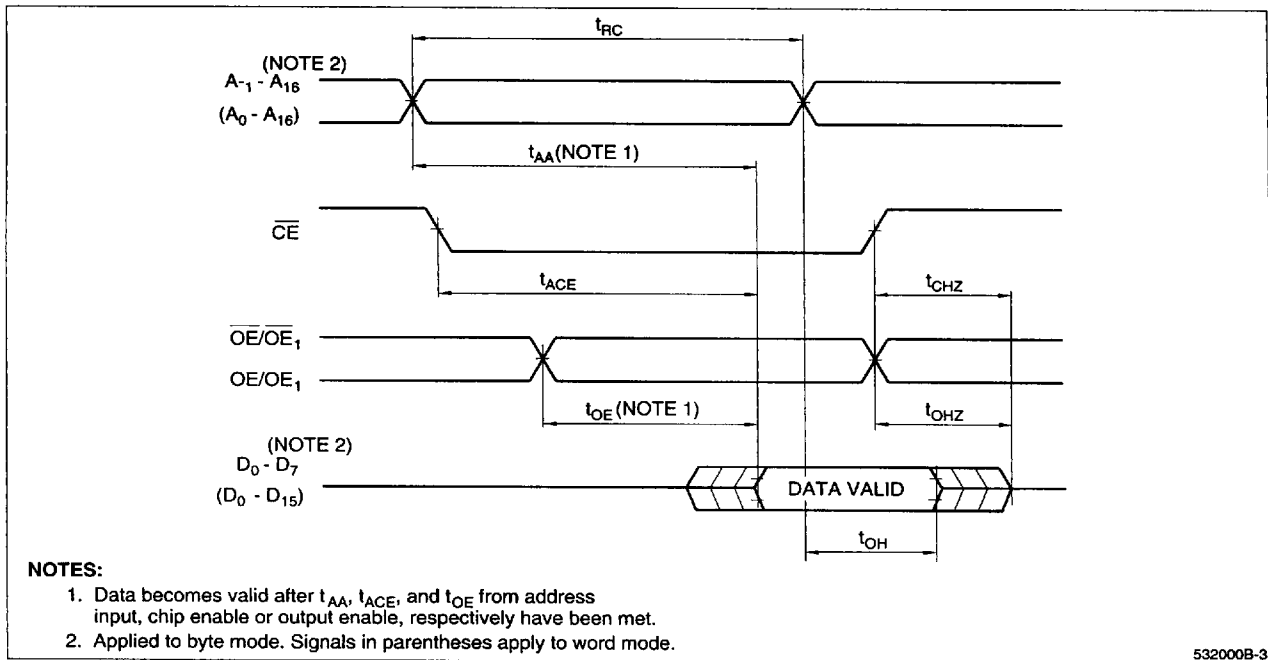 tRC
(NOTE 2)
A-1 - A16
(A0 - A16)
tAA(NOTE 1)
CE
tACE
tCHZ
OE/OE1
OE/OE1
tOE(NOTE 1)
tOHZ
(NOTE 2)
D0 - D7
(D0 - D15)
DATA VALID
tOH
NOTES:
1. Data becomes valid after tAA, tACE, and tOE from address
input, chip enable or output enable, respectively have been met.
2. Applied to byte mode. Signals in parentheses apply to word mode.
532000B-3